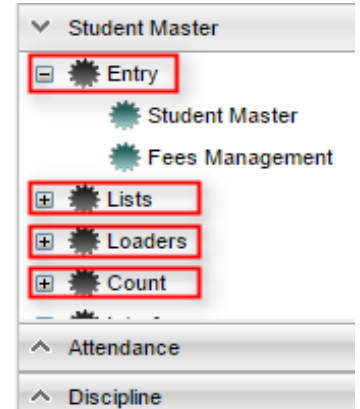 Student Master
Entry
Student Master
Fees Management
Lists
Loaders
Count
Attendance
Discipline